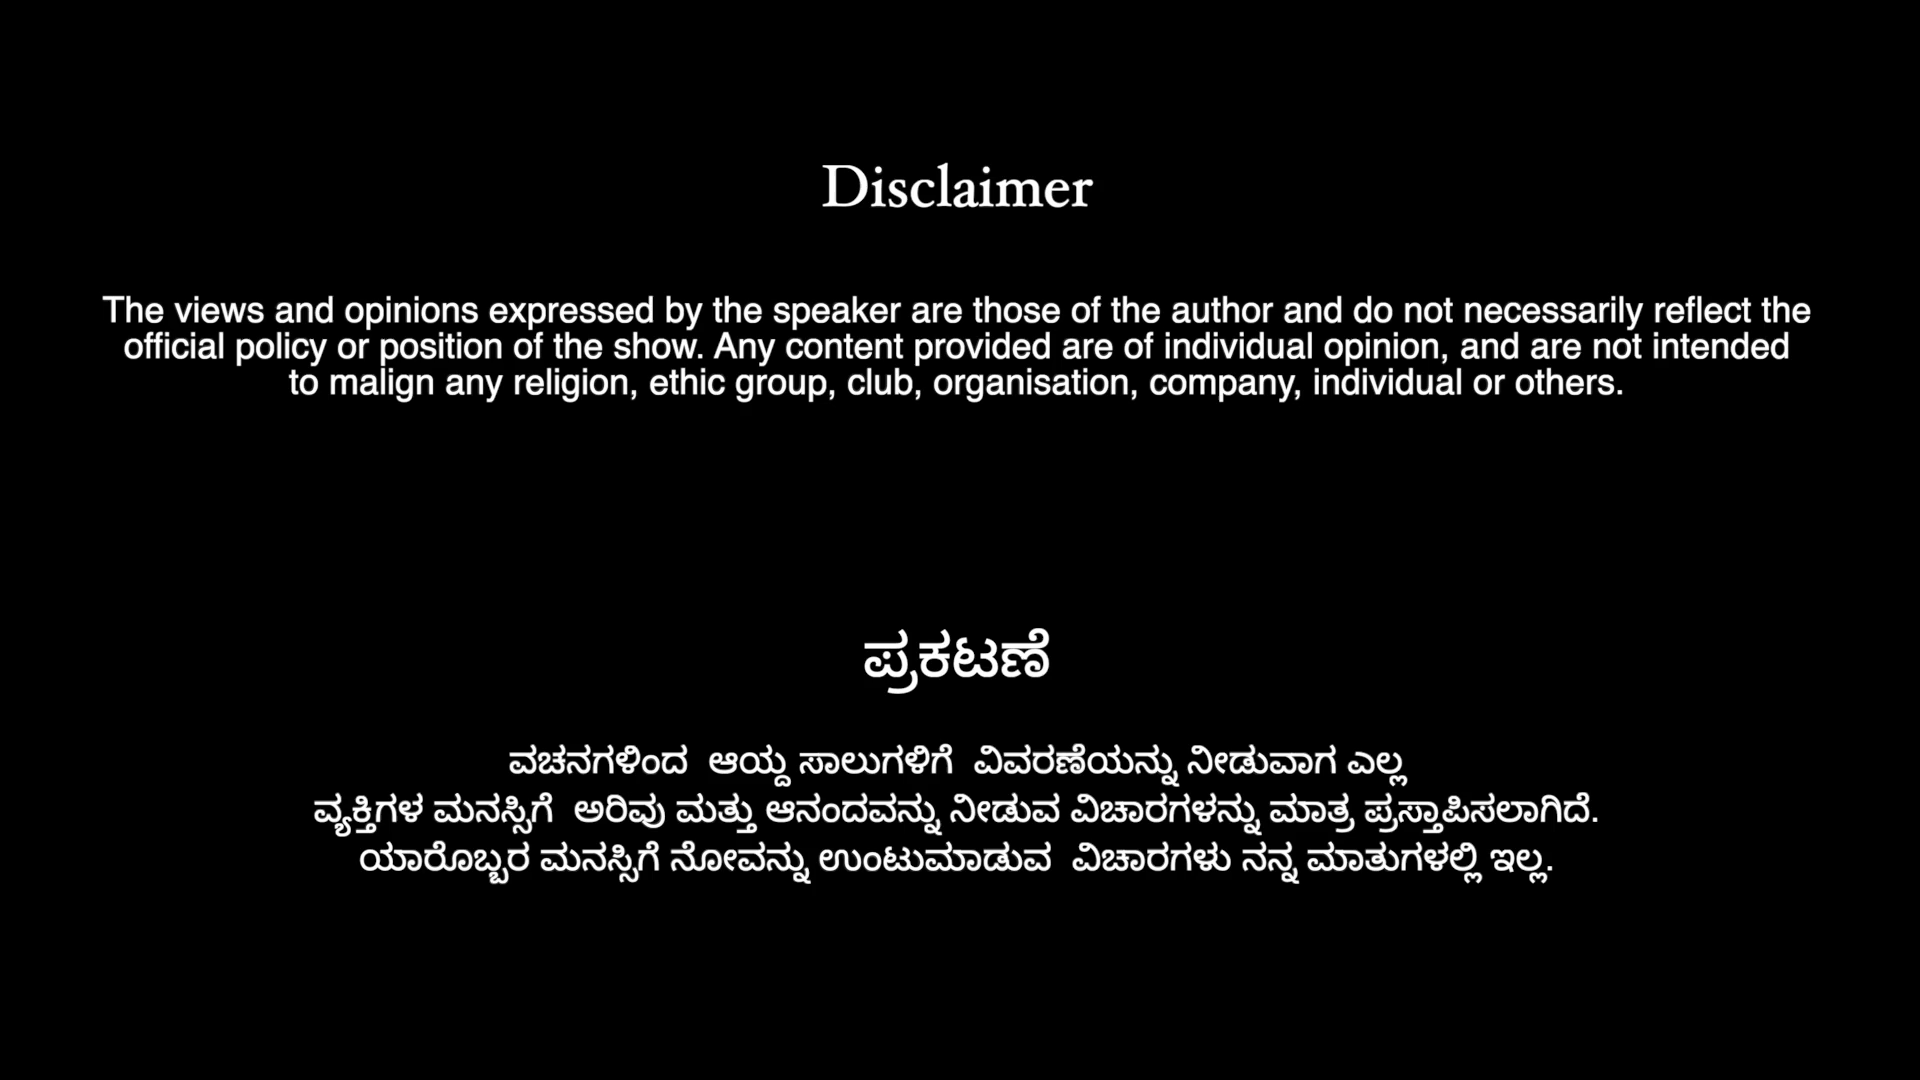 Disclaimer
The views and opinions expressed by the speaker are those of the author and do not necessarily reflect the
official policy or position of the show. Any content provided are of individual opinion, and are not intended
to malign any religion, ethic group, club, organisation, company, individual or others.
ಪ್ರಕಟಣೆ
ವಚನಗಳಿಂದ ಆಯ್ದ ಸಾಲುಗಳಿಗೆ ವಿವರಣೆಯನ್ನು ನೀಡುವಾಗ ಎಲ್ಲ
ವ್ಯಕ್ತಿಗಳ ಮನಸ್ಸಿಗೆ ಅರಿವು ಮತ್ತು ಆನಂದವನ್ನು ನೀಡುವ ವಿಚಾರಗಳನ್ನು ಮಾತ್ರ ಪ್ರಸ್ತಾಪಿಸಲಾಗಿದೆ.
ಯಾರೊಬ್ಬರ ಮನಸ್ಸಿಗೆ ನೋವನ್ನು ಉಂಟುಮಾಡುವ ವಿಚಾರಗಳು ನನ್ನ ಮಾತುಗಳಲ್ಲಿ ಇಲ್ಲ.